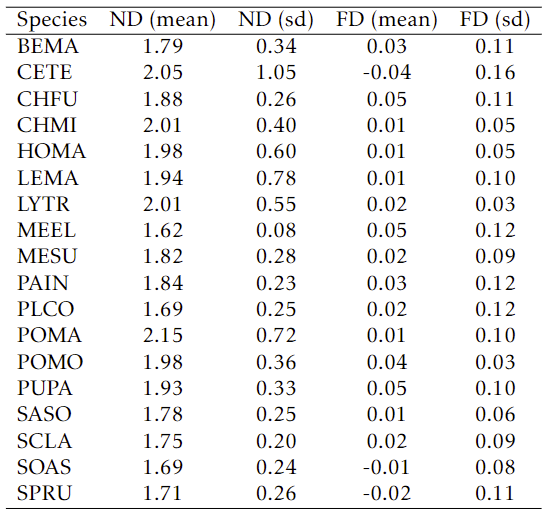 Species ND (mean) ND (sd) FD (mean) FD (sd)
BEMA 1.79 0.34 0.03 0.11
CETE 2.05 1.05 -0.04 0.16
CHFU 1.88 0.26 0.05 0.11
CHMI 2.01 0.40 0.01 0.05
HOMA 1.98 0.60 0.01 0.05
LEMA 1.94 0.78 0.01 0.10
LYTR 2.01 0.55 0.02 0.03
MEEL 1.62 0.08 0.05 0.12
MESU 1.82 0.28 0.02 0.09
PAIN 1.84 0.23 0.03 0.12
PLCO 1.69 0.25 0.02 0.12
POMA 2.15 0.72 0.01 0.10
POMO 1.98 0.36 0.04 0.03
PUPA 1.93 0.33 0.05 0.10
SASO 1.78 0.25 0.01 0.06
SCLA 1.75 0.20 0.02 0.09
SOAS 1.69 0.24 -0.01 0.08
SPRU 1.71 0.26 -0.02 0.11